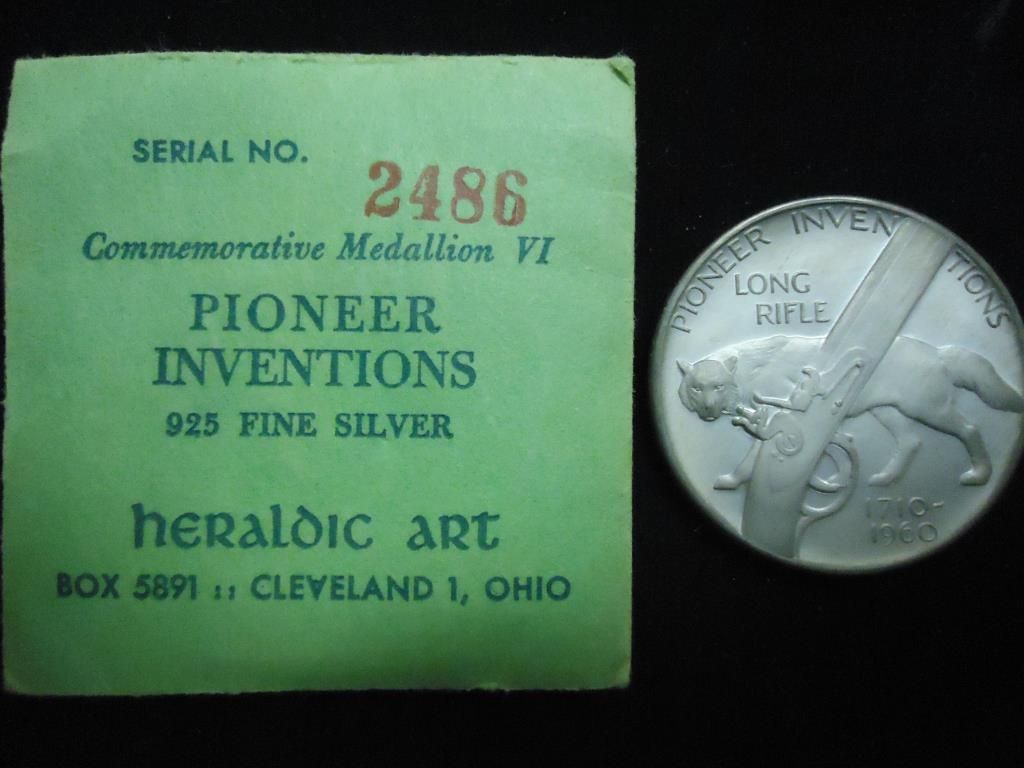 SERIAL NO.
2486
Commemorative Medallion VI
PIONEER
INVENTIONS
925 FINE SILVER
heraldic art
BOX 5891 :: CLEVELAND 1, OHIO
PIONEER INVENTIONS
LONG
RIFLE
1710-
1960